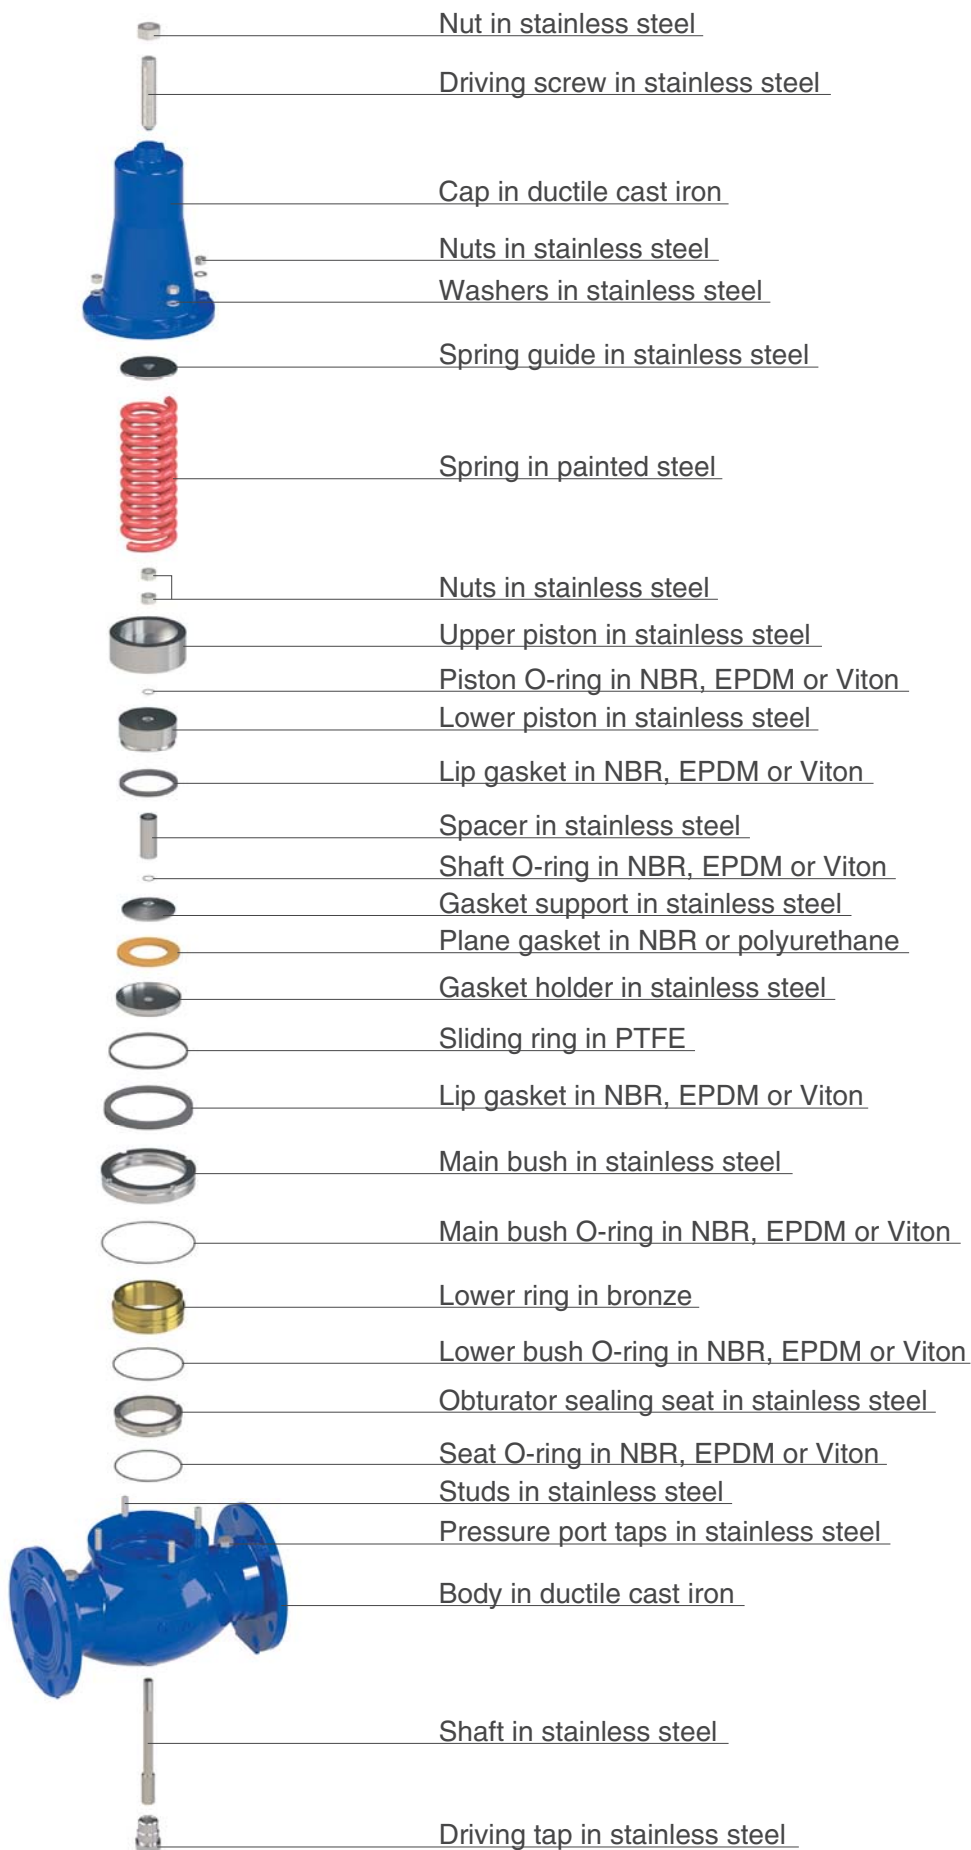 Nut in stainless steel
Driving screw in stainless steel
Cap in ductile cast iron
Nuts in stainless steel
Washers in stainless steel
Spring guide in stainless steel
Spring in painted steel
Nuts in stainless steel
Upper piston in stainless steel
Piston O-ring in NBR, EPDM or Viton
Lower piston in stainless steel
Lip gasket in NBR, EPDM or Viton
Spacer in stainless steel
Shaft O-ring in NBR, EPDM or Viton
Gasket support in stainless steel
Plane gasket in NBR or polyurethane
Gasket holder in stainless steel
Sliding ring in PTFE
Lip gasket in NBR, EPDM or Viton
Main bush in stainless steel
Main bush O-ring in NBR, EPDM or Viton
Lower ring in bronze
Lower bush O-ring in NBR, EPDM or Viton
Obturator sealing seat in stainless steel
Seat O-ring in NBR, EPDM or Viton
Studs in stainless steel
Pressure port taps in stainless steel
Body in ductile cast iron
Shaft in stainless steel
Driving tap in stainless steel